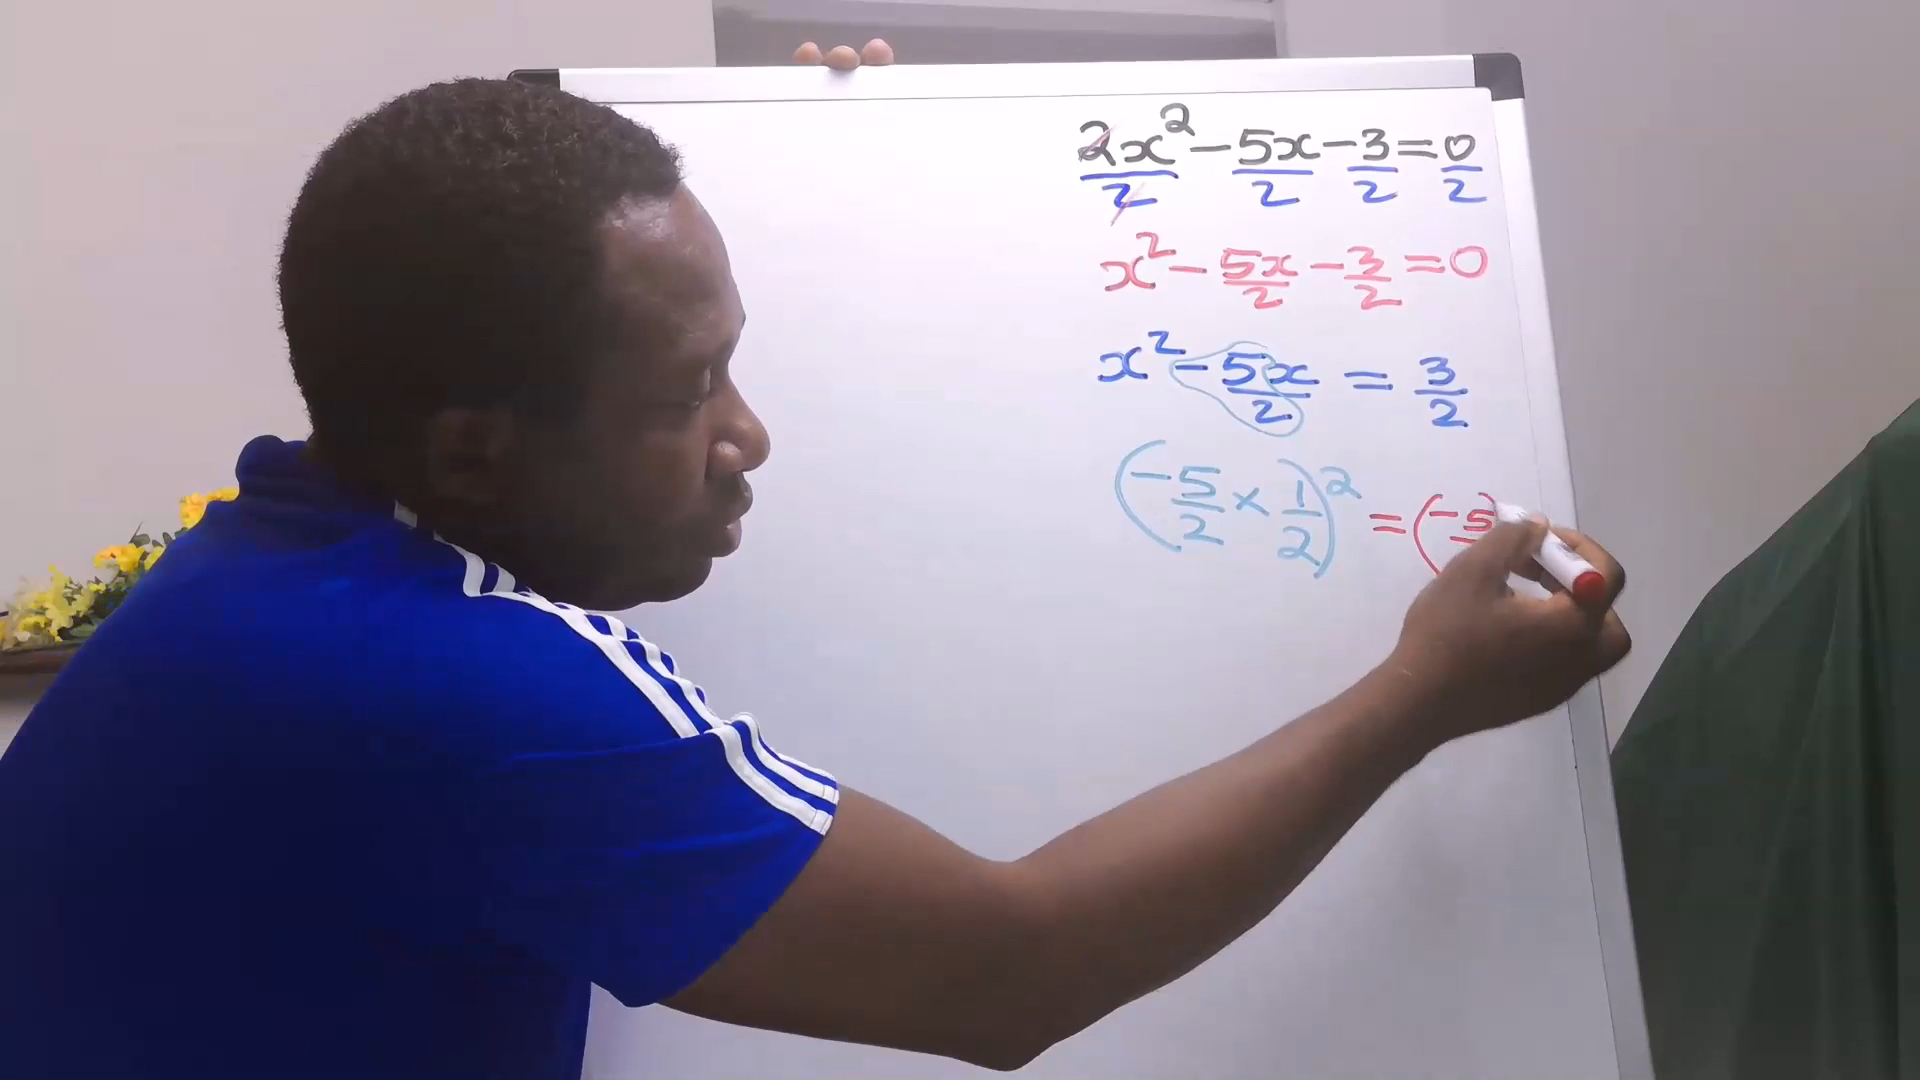 2x²/2 - 5x/2 - 3/2 = 0/2
x² - 5x/2 - 3/2 = 0
x² - 5x/2 = 3/2
(-5/2 × 1/2)² = (-5